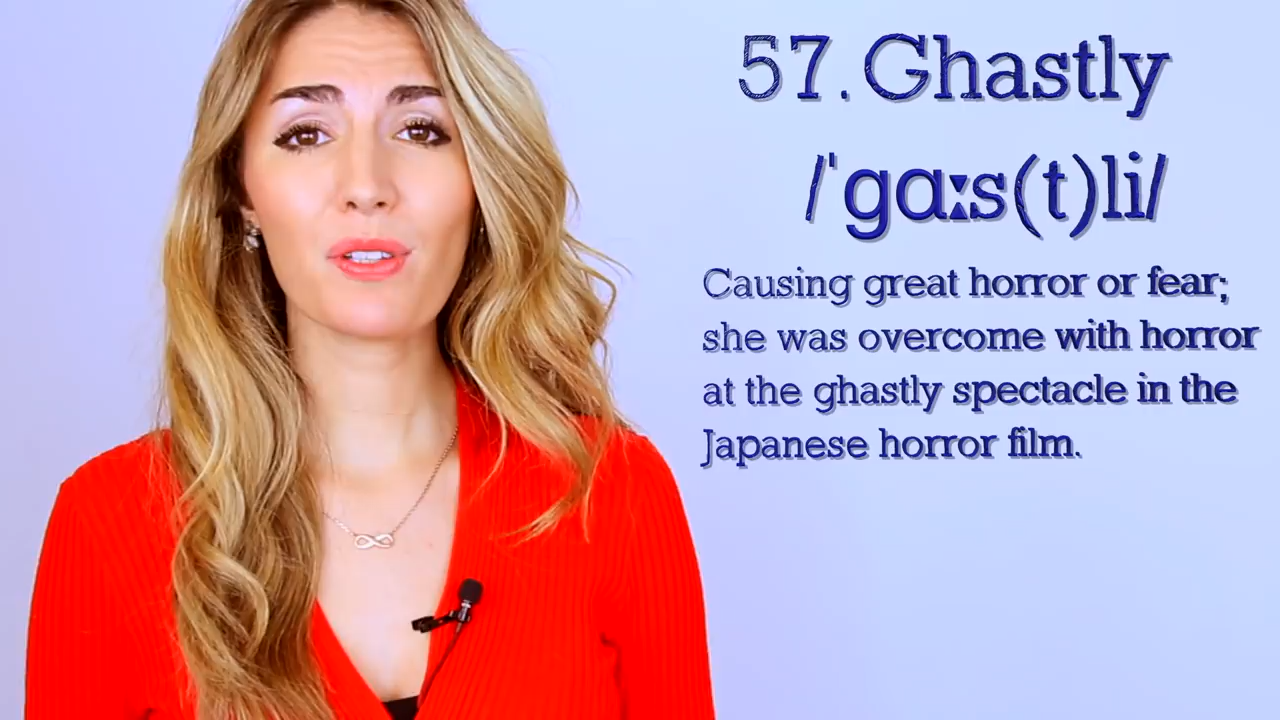 57. Ghastly
/ˈgɑːs(t)li/
Causing great horror or fear;
she was overcome with horror
at the ghastly spectacle in the
Japanese horror film.